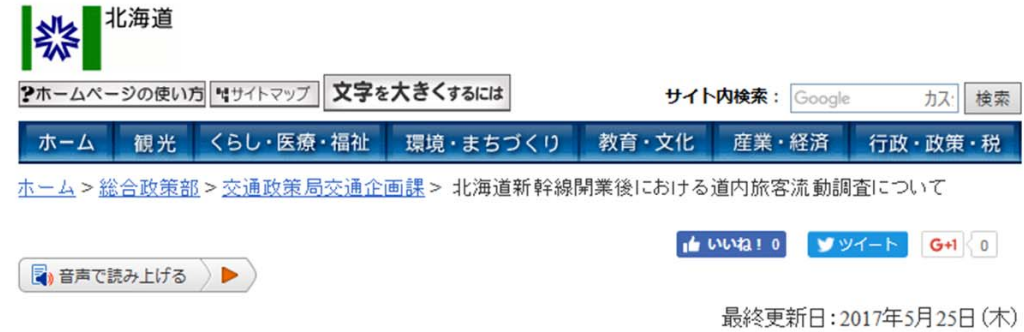 北海道
?ホームページの使い方 サイトマップ 文字を大きくするには サイト内検索： Google カス 検索
ホーム 観光 くらし・医療・福祉 環境・まちづくり 教育・文化 産業・経済 行政・政策・税
ホーム > 総合政策部 > 交通政策局交通企画課 > 北海道新幹線開業後における道内旅客流動調査について
いいね！ 0 ツイート G+1 0
音声で読み上げる
最終更新日：2017年5月25日（木）